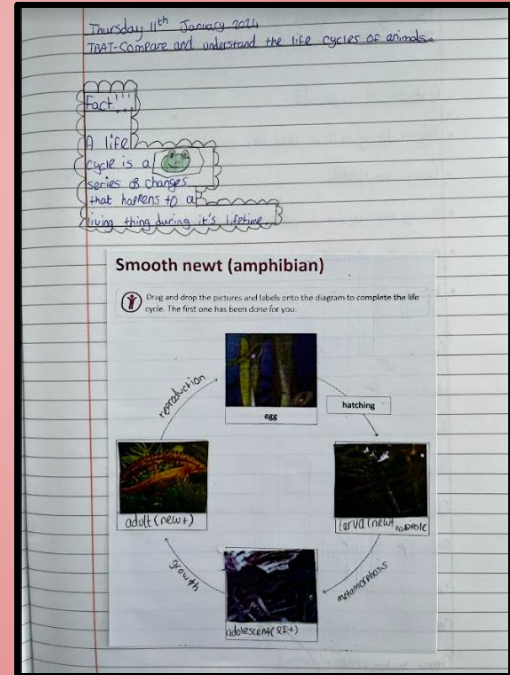 Thursday 11th January 2024
TBAT-Compare and understand the life cycles of animals.
Fact...
A life
cycle is a
series of changes
that happens to a
living thing during it's lifetime
Smooth newt (amphibian)
Drag and drop the pictures and labels onto the diagram to complete the life
cycle. The first one has been done for you.
reproduction
egg
hatching
adult (newt)
larva (newt tadpole
growth
metamorphosis
adolescent (eft)